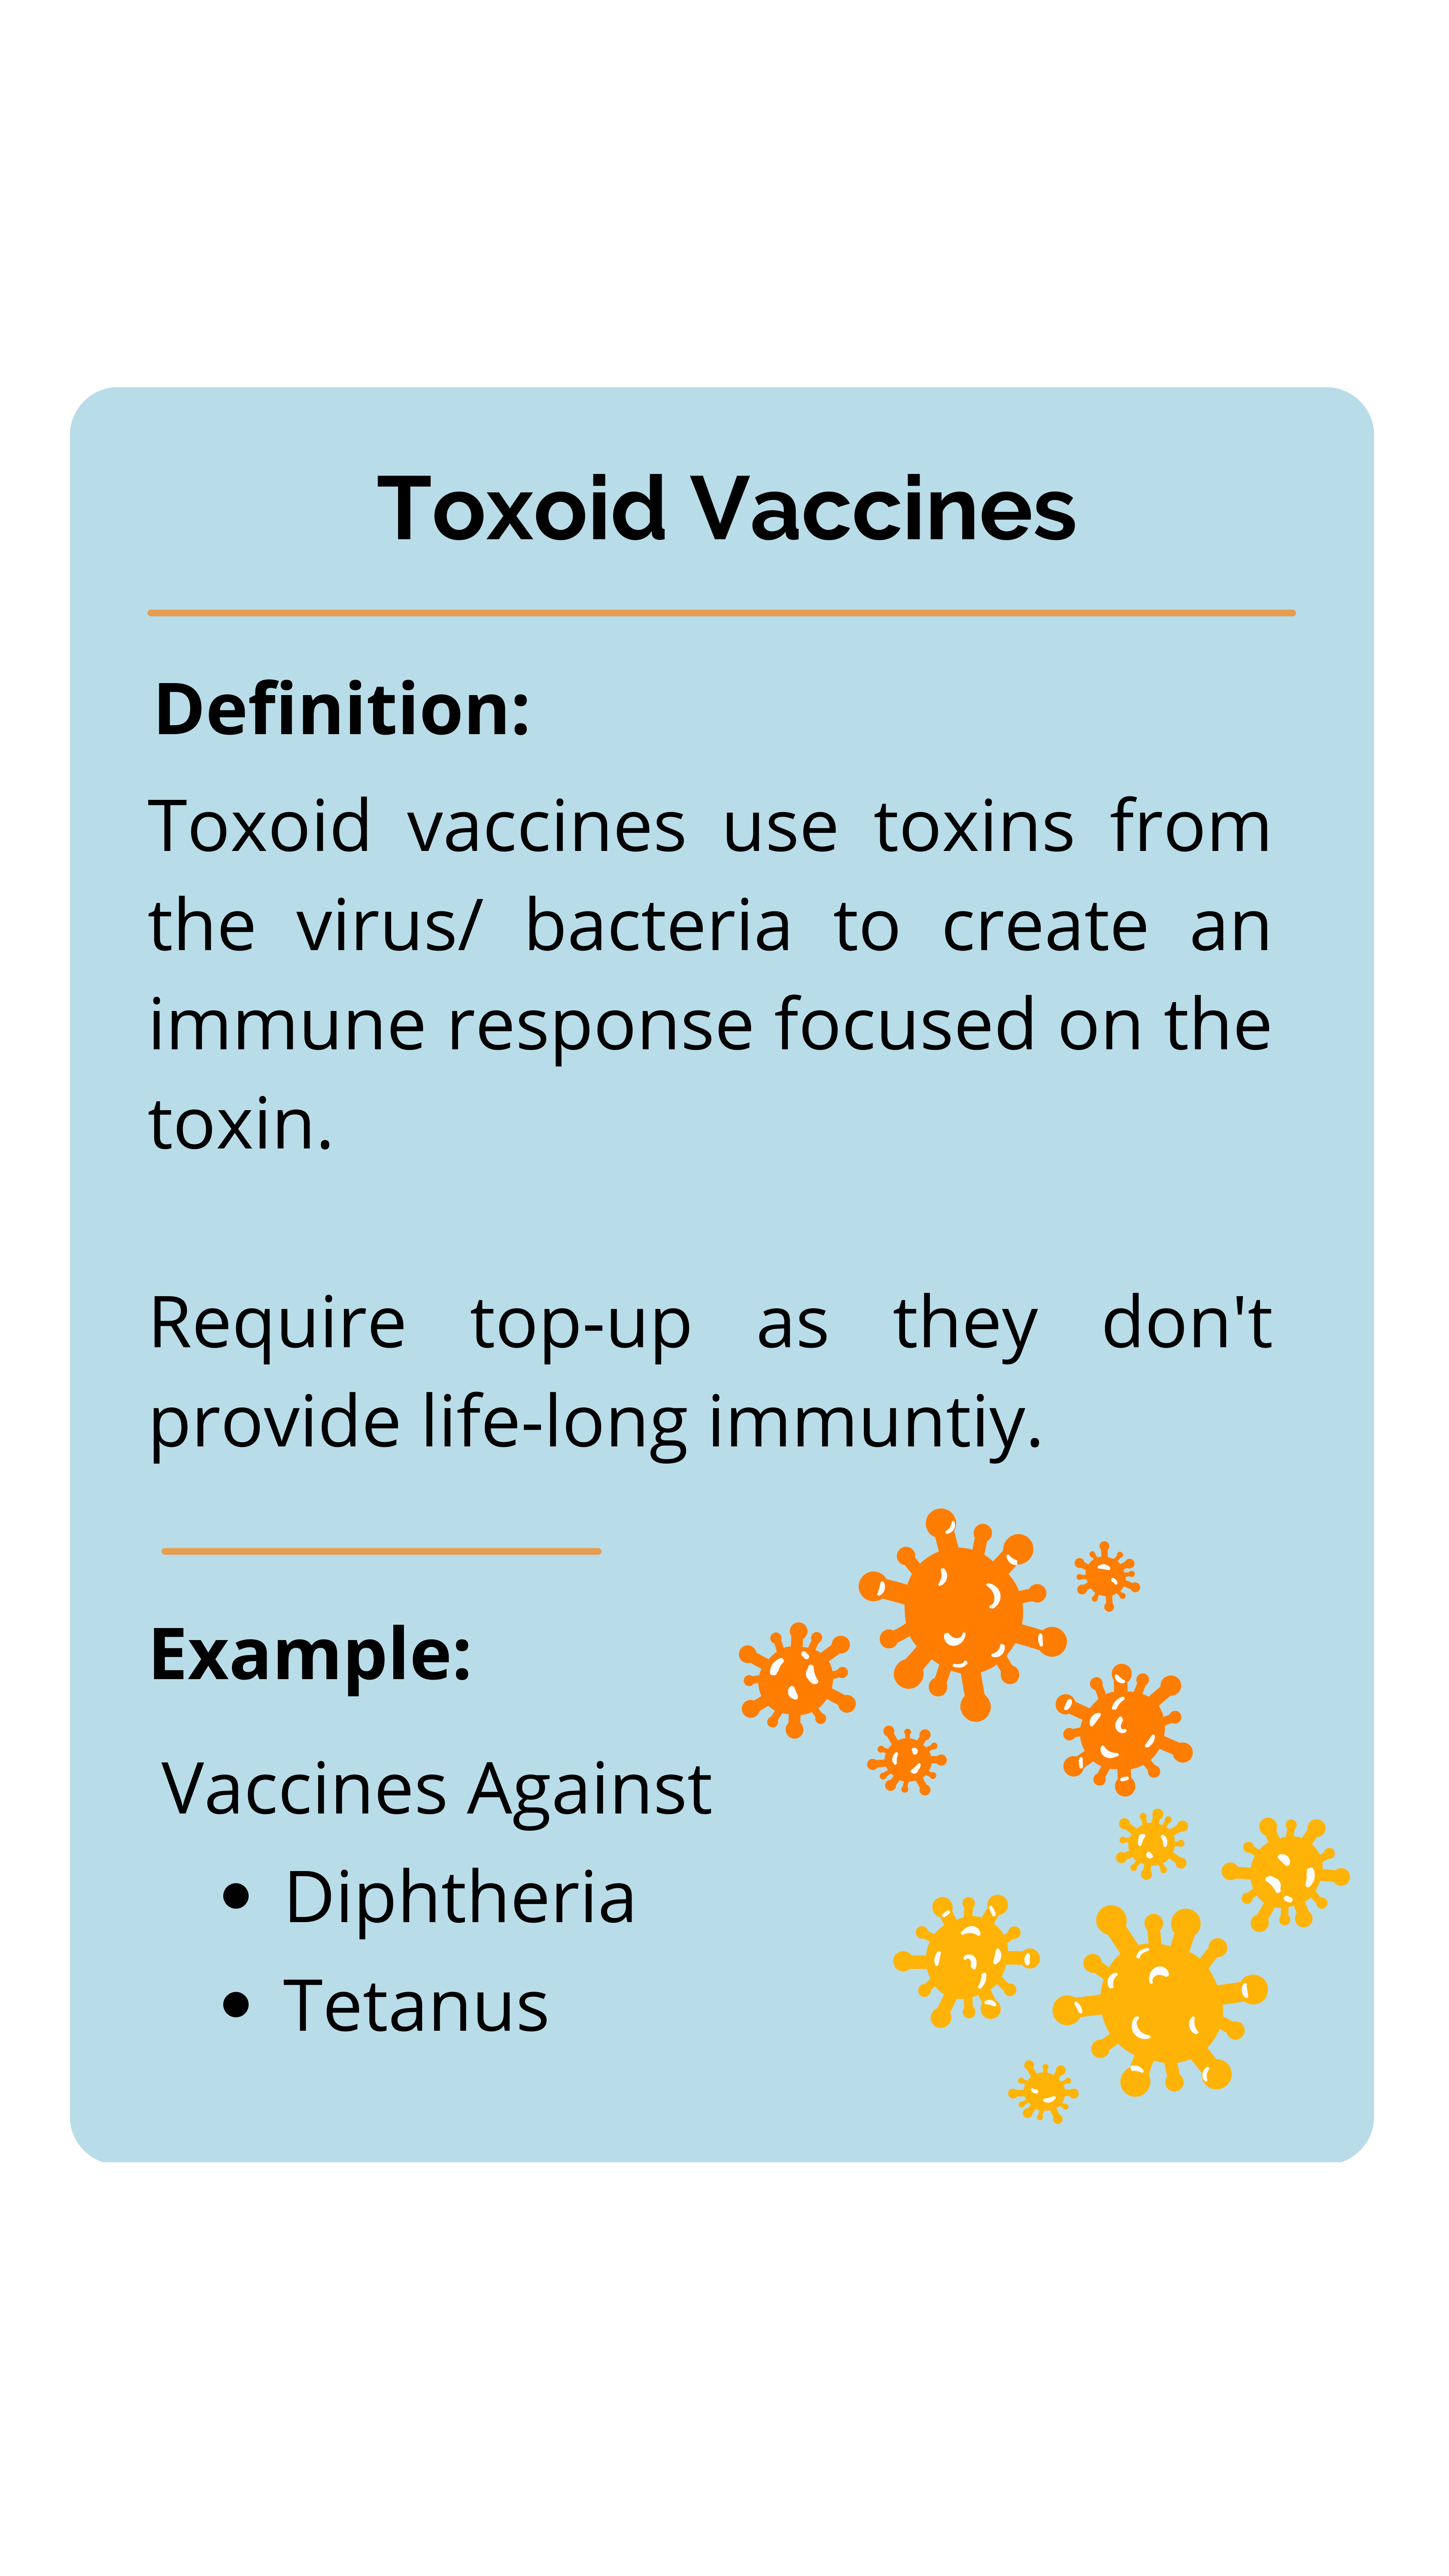 Toxoid Vaccines
Definition:
Toxoid vaccines use toxins from
the virus/ bacteria to create an
immune response focused on the
toxin.
Require top-up as they don't
provide life-long immuntiy.
Example:
Vaccines Against
• Diphtheria
• Tetanus